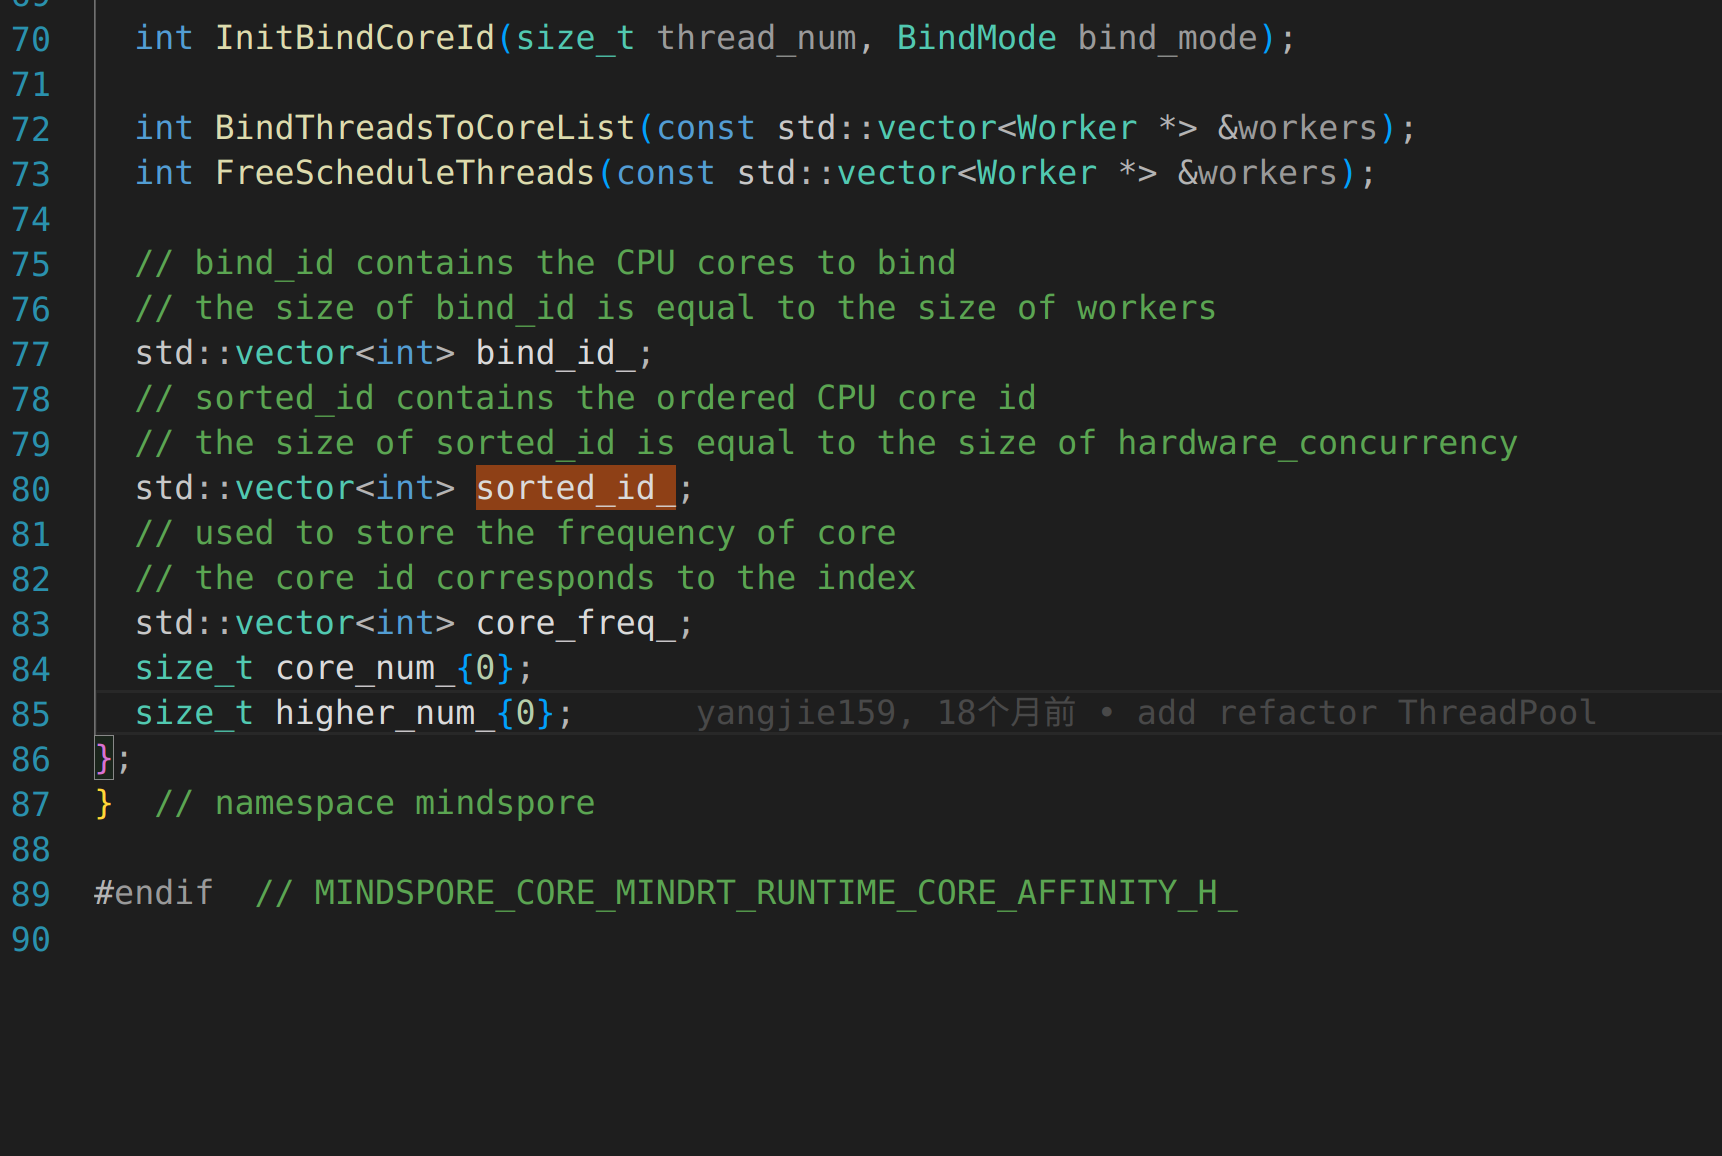 69
70   int InitBindCoreId(size_t thread_num, BindMode bind_mode);
71
72   int BindThreadsToCoreList(const std::vector<Worker *> &workers);
73   int FreeScheduleThreads(const std::vector<Worker *> &workers);
74
75   // bind_id contains the CPU cores to bind
76   // the size of bind_id is equal to the size of workers
77   std::vector<int> bind_id_;
78   // sorted_id contains the ordered CPU core id
79   // the size of sorted_id is equal to the size of hardware_concurrency
80   std::vector<int> sorted_id_;
81   // used to store the frequency of core
82   // the core id corresponds to the index
83   std::vector<int> core_freq_;
84   size_t core_num_{0};
85   size_t higher_num_{0};      yangjie159, 18个月前 • add refactor ThreadPool
86 };
87 }  // namespace mindspore
88
89 #endif  // MINDSPORE_CORE_MINDRT_RUNTIME_CORE_AFFINITY_H_
90